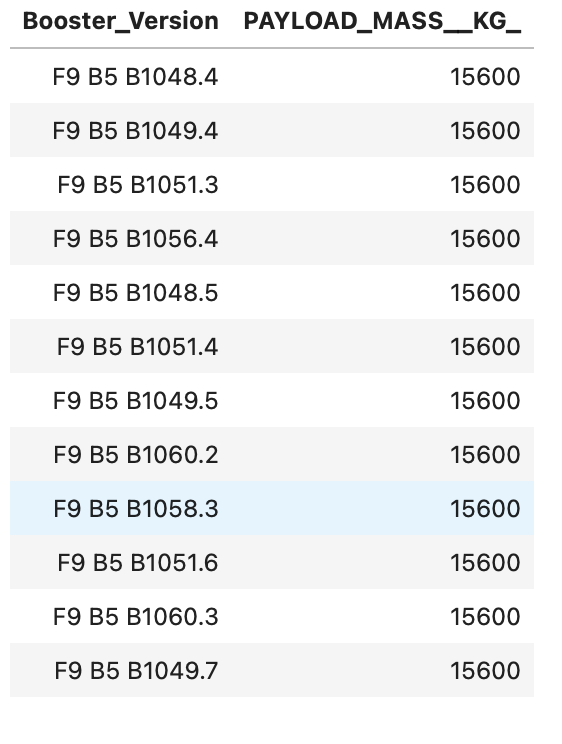 Booster_Version PAYLOAD_MASS__KG_
F9 B5 B1048.4 15600
F9 B5 B1049.4 15600
F9 B5 B1051.3 15600
F9 B5 B1056.4 15600
F9 B5 B1048.5 15600
F9 B5 B1051.4 15600
F9 B5 B1049.5 15600
F9 B5 B1060.2 15600
F9 B5 B1058.3 15600
F9 B5 B1051.6 15600
F9 B5 B1060.3 15600
F9 B5 B1049.7 15600